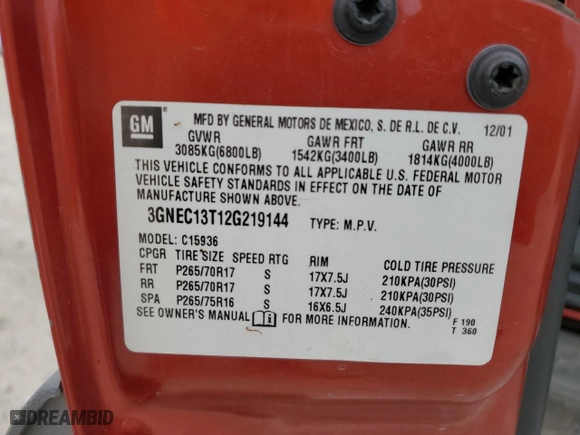 GM
MFD BY GENERAL MOTORS DE MEXICO, S. DE R.L. DE C.V. 12/01
GVWR GAWR FRT GAWR RR
3085KG(6800LB) 1542KG(3400LB) 1814KG(4000LB)
THIS VEHICLE CONFORMS TO ALL APPLICABLE U.S. FEDERAL MOTOR
VEHICLE SAFETY STANDARDS IN EFFECT ON THE DATE OF
MANUFACTURE SHOWN ABOVE.
3GNEC13T12G219144 TYPE: M.P.V.
MODEL: C15936
CPGR TIRE SIZE SPEED RTG RIM COLD TIRE PRESSURE
FRT P265/70R17 S 17X7.5J 210KPA(30PSI)
RR P265/70R17 S 17X7.5J 210KPA(30PSI)
SPA P265/75R16 S 16X6.5J 240KPA(35PSI)
SEE OWNER'S MANUAL FOR MORE INFORMATION.
F 190
T 360
DREAMBID